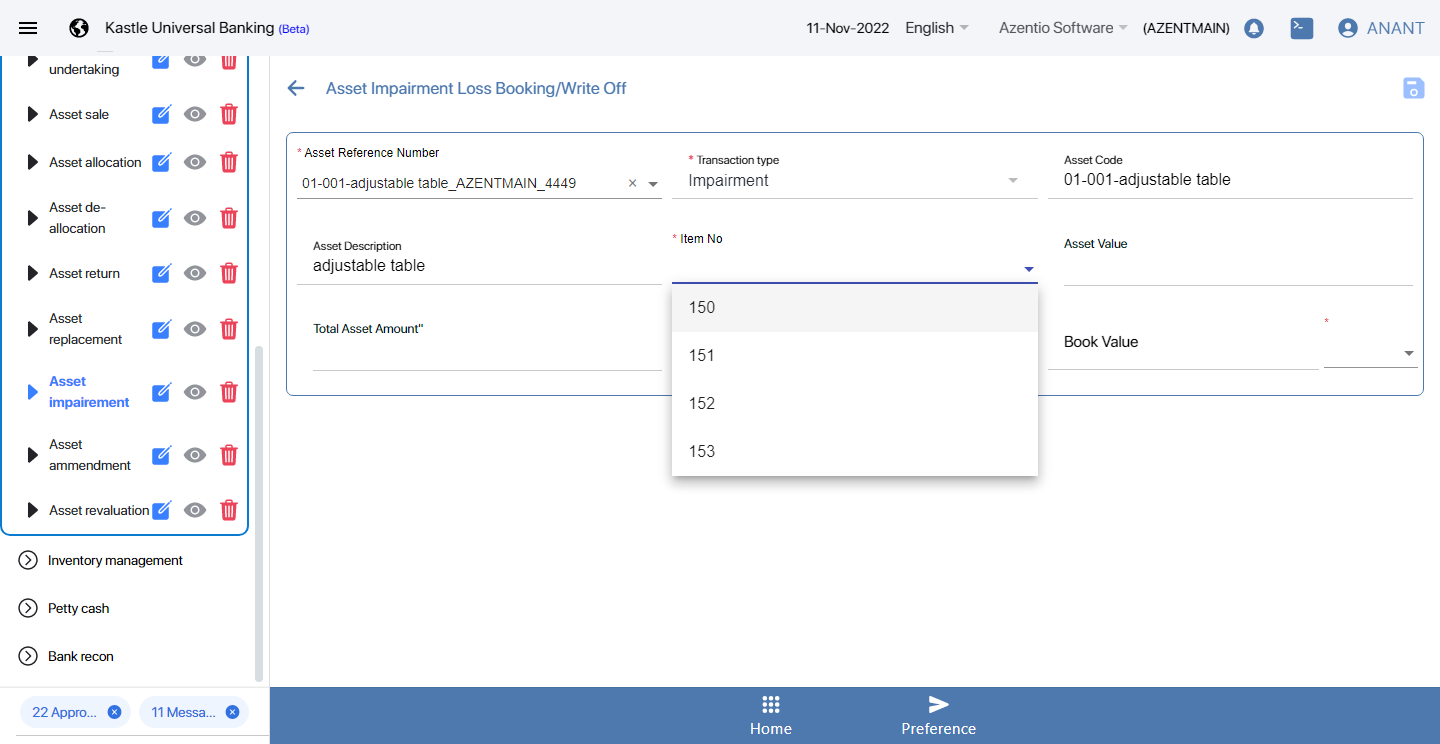 Kastle Universal Banking (Beta)
11-Nov-2022
English
Azentio Software
(AZENTMAIN)
>_
ANANT
undertaking
Asset sale
Asset allocation
Asset de-
allocation
Asset return
Asset
replacement
Asset
impairement
Asset
ammendment
Asset revaluation
Inventory management
Petty cash
Bank recon
22 Appro...
11 Messa...
Asset Impairment Loss Booking/Write Off
* Asset Reference Number
01-001-adjustable table_AZENTMAIN_4449
* Transaction type
Impairment
Asset Code
01-001-adjustable table
Asset Description
adjustable table
* Item No
150
151
152
153
Asset Value
Total Asset Amount"
Book Value
*
Home
Preference